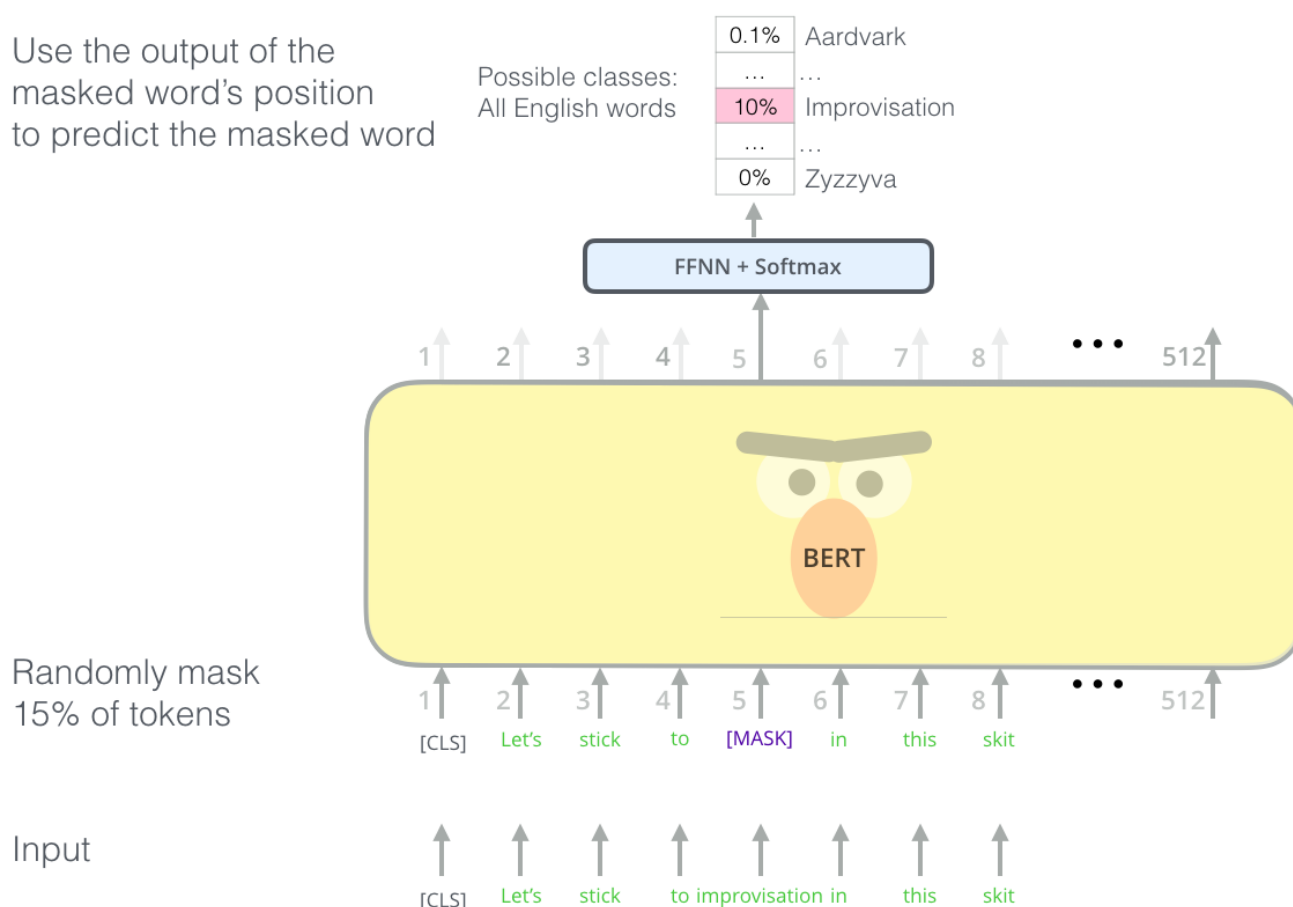 Use the output of the
masked word's position
to predict the masked word
Possible classes:
All English words
0.1% Aardvark
... ...
10% Improvisation
... ...
0% Zyzzyva
FFNN + Softmax
1 2 3 4 5 6 7 8 ••• 512
BERT
Randomly mask
15% of tokens
1 2 3 4 5 6 7 8 ••• 512
[CLS] Let's stick to [MASK] in this skit
Input
[CLS] Let's stick to improvisation in this skit